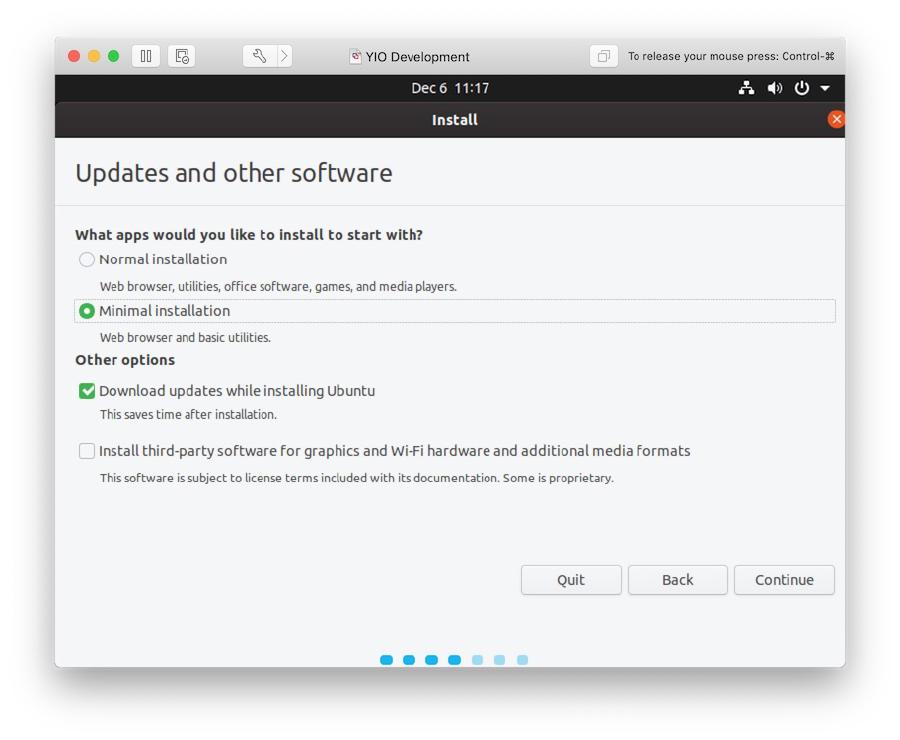 YIO Development
To release your mouse press: Control-⌘
Dec 6 11:17
Install
Updates and other software
What apps would you like to install to start with?
Normal installation
Web browser, utilities, office software, games, and media players.
Minimal installation
Web browser and basic utilities.
Other options
Download updates while installing Ubuntu
This saves time after installation.
Install third-party software for graphics and Wi-Fi hardware and additional media formats
This software is subject to license terms included with its documentation. Some is proprietary.
Quit Back Continue